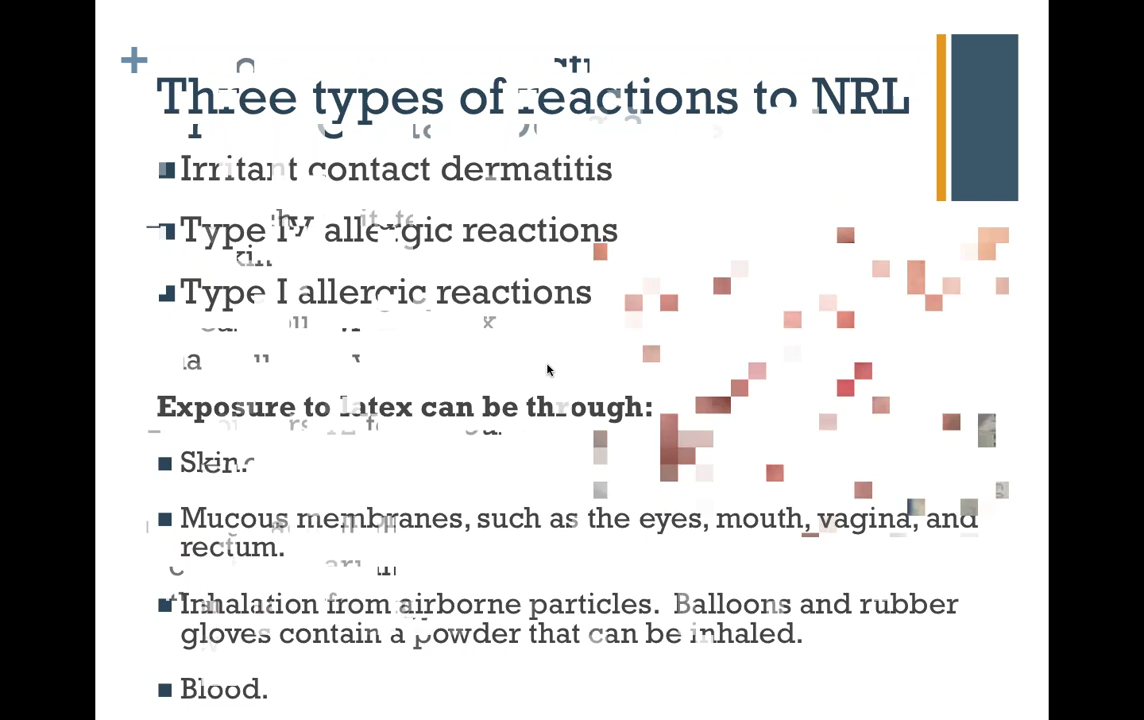 +
Three types of reactions to NRL
Irritant contact dermatitis
Type IV allergic reactions
Type I allergic reactions
Exposure to latex can be through:
Skin.
Mucous membranes, such as the eyes, mouth, vagina, and
rectum.
Inhalation from airborne particles. Balloons and rubber
gloves contain a powder that can be inhaled.
Blood.